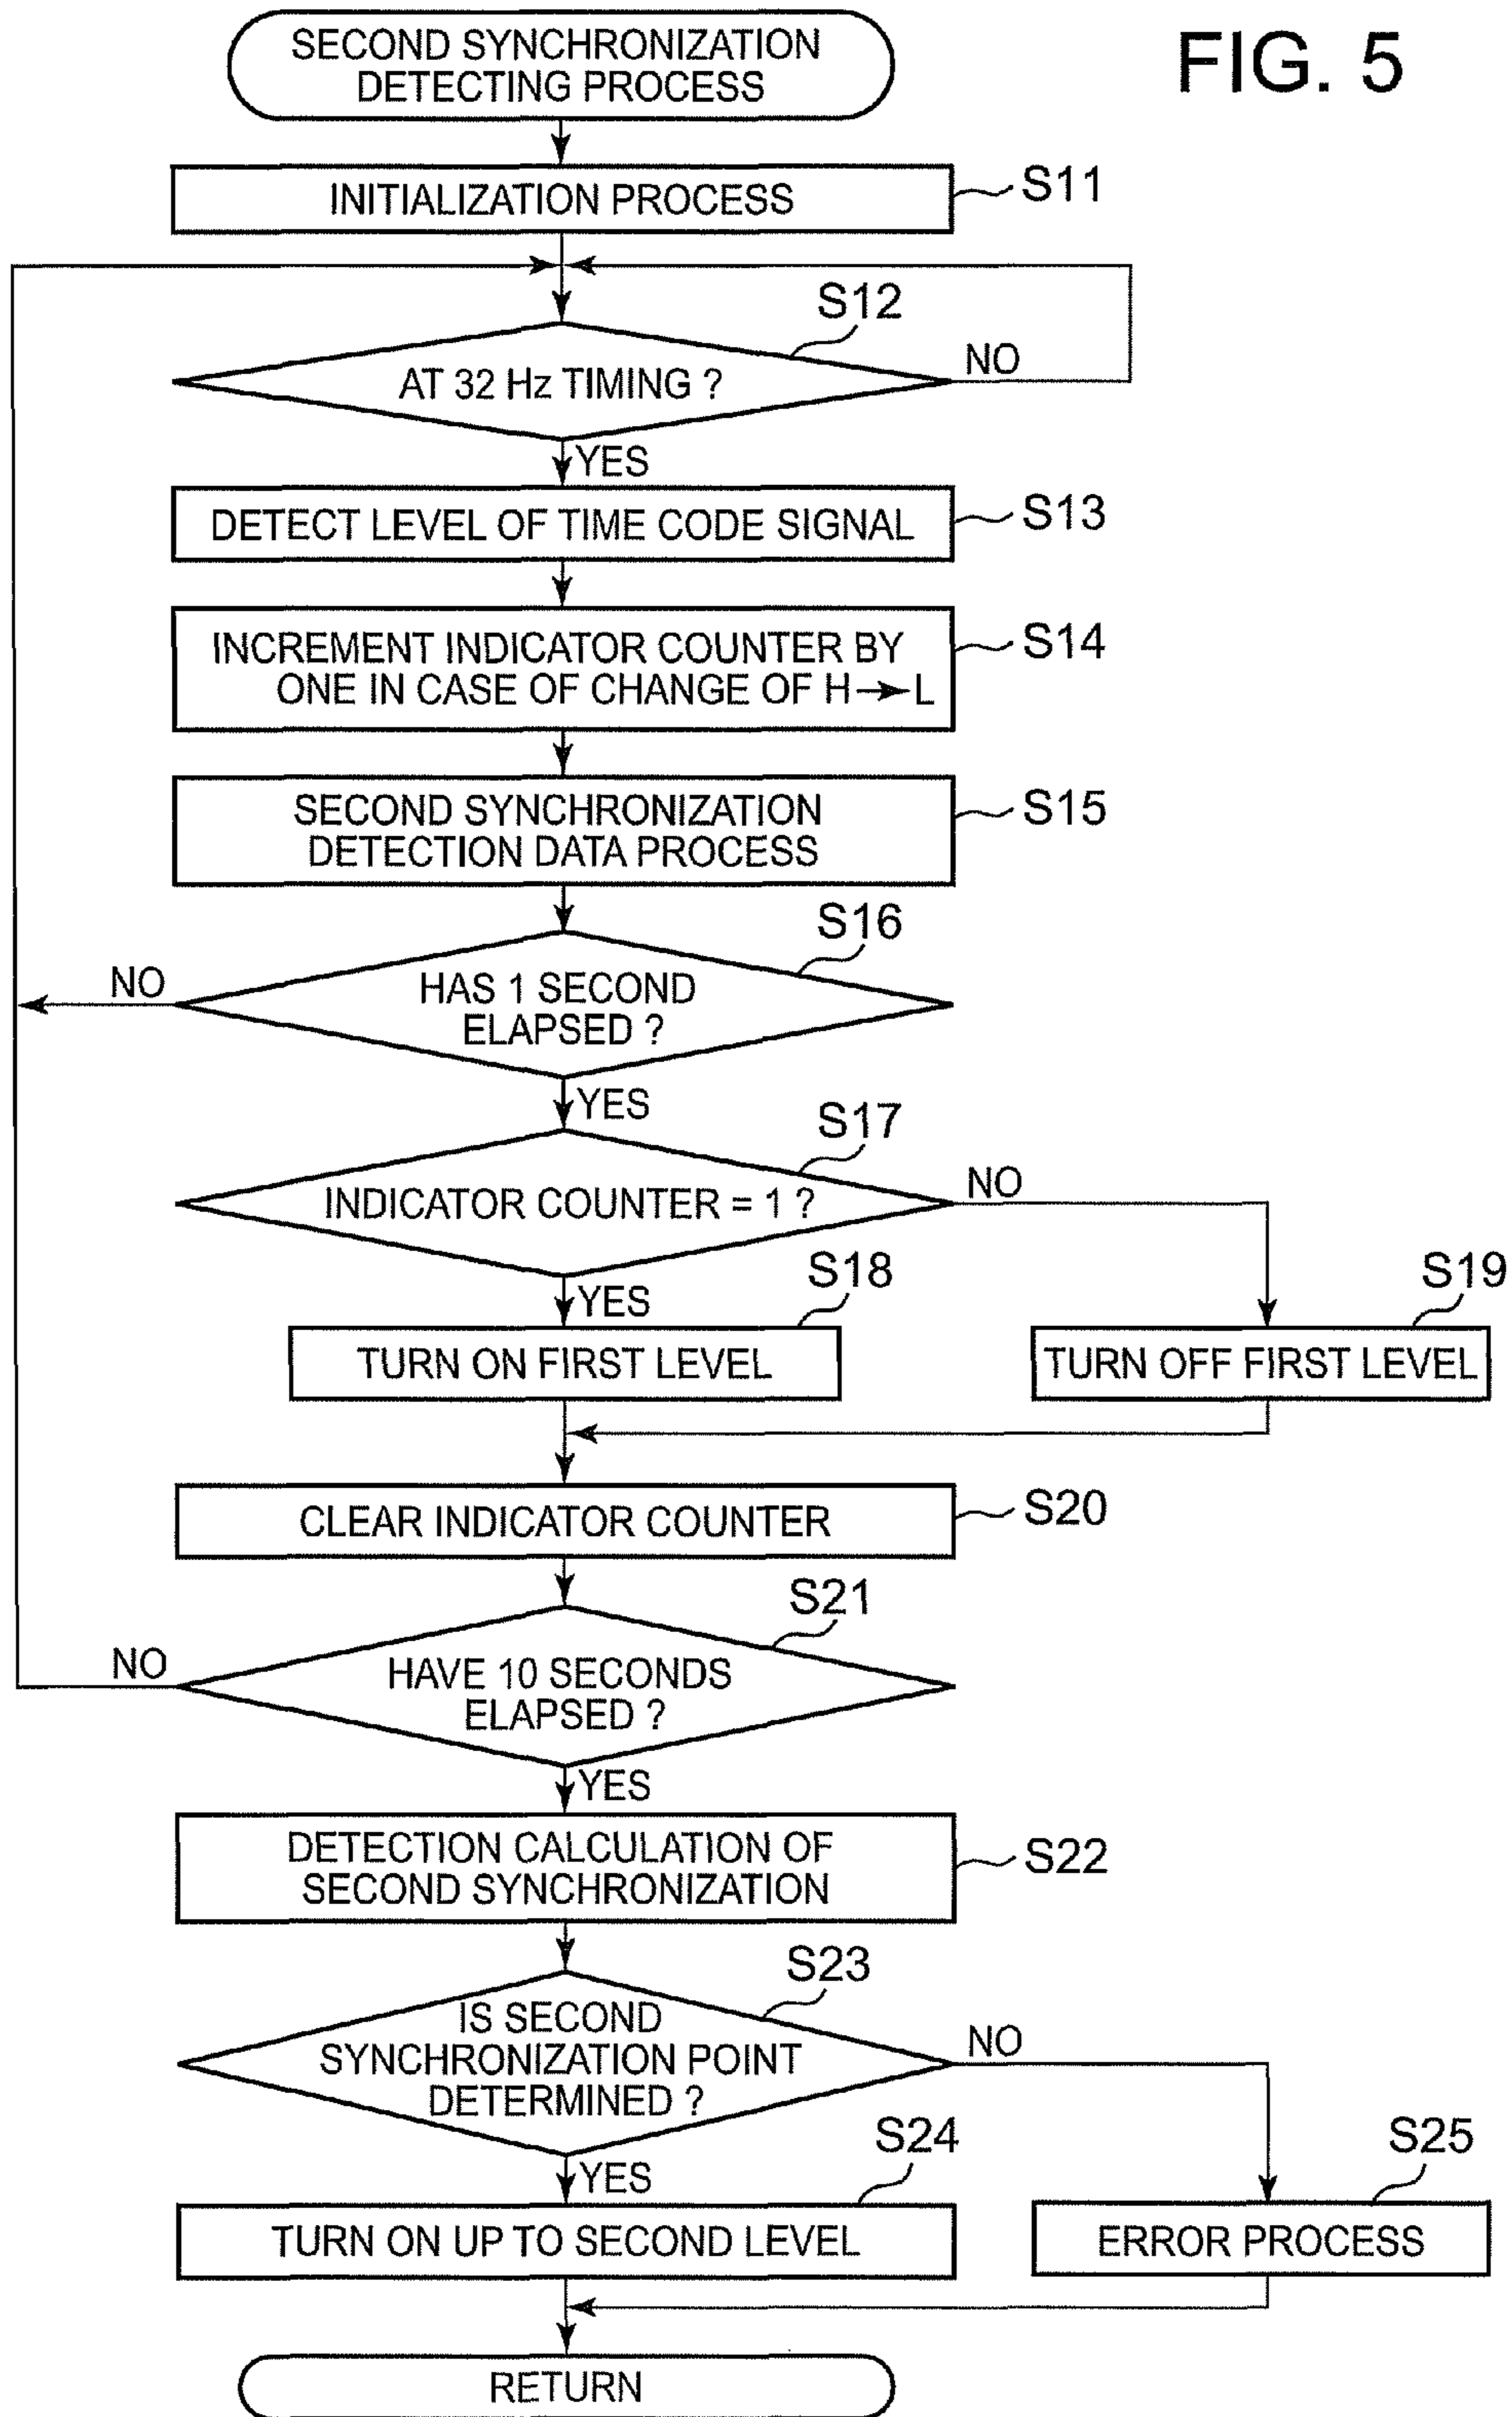 FIG. 5
SECOND SYNCHRONIZATION
DETECTING PROCESS
INITIALIZATION PROCESS
S11
S12
AT 32 Hz TIMING ?
NO
YES
DETECT LEVEL OF TIME CODE SIGNAL
S13
INCREMENT INDICATOR COUNTER BY
ONE IN CASE OF CHANGE OF H→L
S14
SECOND SYNCHRONIZATION
DETECTION DATA PROCESS
S15
S16
NO
HAS 1 SECOND
ELAPSED ?
YES
S17
INDICATOR COUNTER = 1 ?
NO
YES
S18
S19
TURN ON FIRST LEVEL
TURN OFF FIRST LEVEL
CLEAR INDICATOR COUNTER
S20
S21
NO
HAVE 10 SECONDS
ELAPSED ?
YES
DETECTION CALCULATION OF
SECOND SYNCHRONIZATION
S22
S23
IS SECOND
SYNCHRONIZATION POINT
DETERMINED ?
NO
YES
S24
S25
TURN ON UP TO SECOND LEVEL
ERROR PROCESS
RETURN